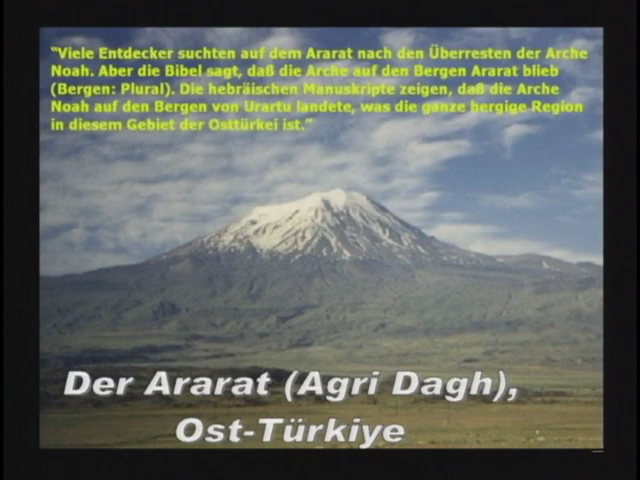 "Viele Entdecker suchten auf dem Ararat nach den Überresten der Arche
Noah. Aber die Bibel sagt, daß die Arche auf den Bergen Ararat blieb
(Bergen: Plural). Die hebräischen Manuskripte zeigen, daß die Arche
Noah auf den Bergen von Urartu landete, was die ganze bergige Region
in diesem Gebiet der Osttürkei ist."
Der Ararat (Agri Dagh),
Ost-Türkiye